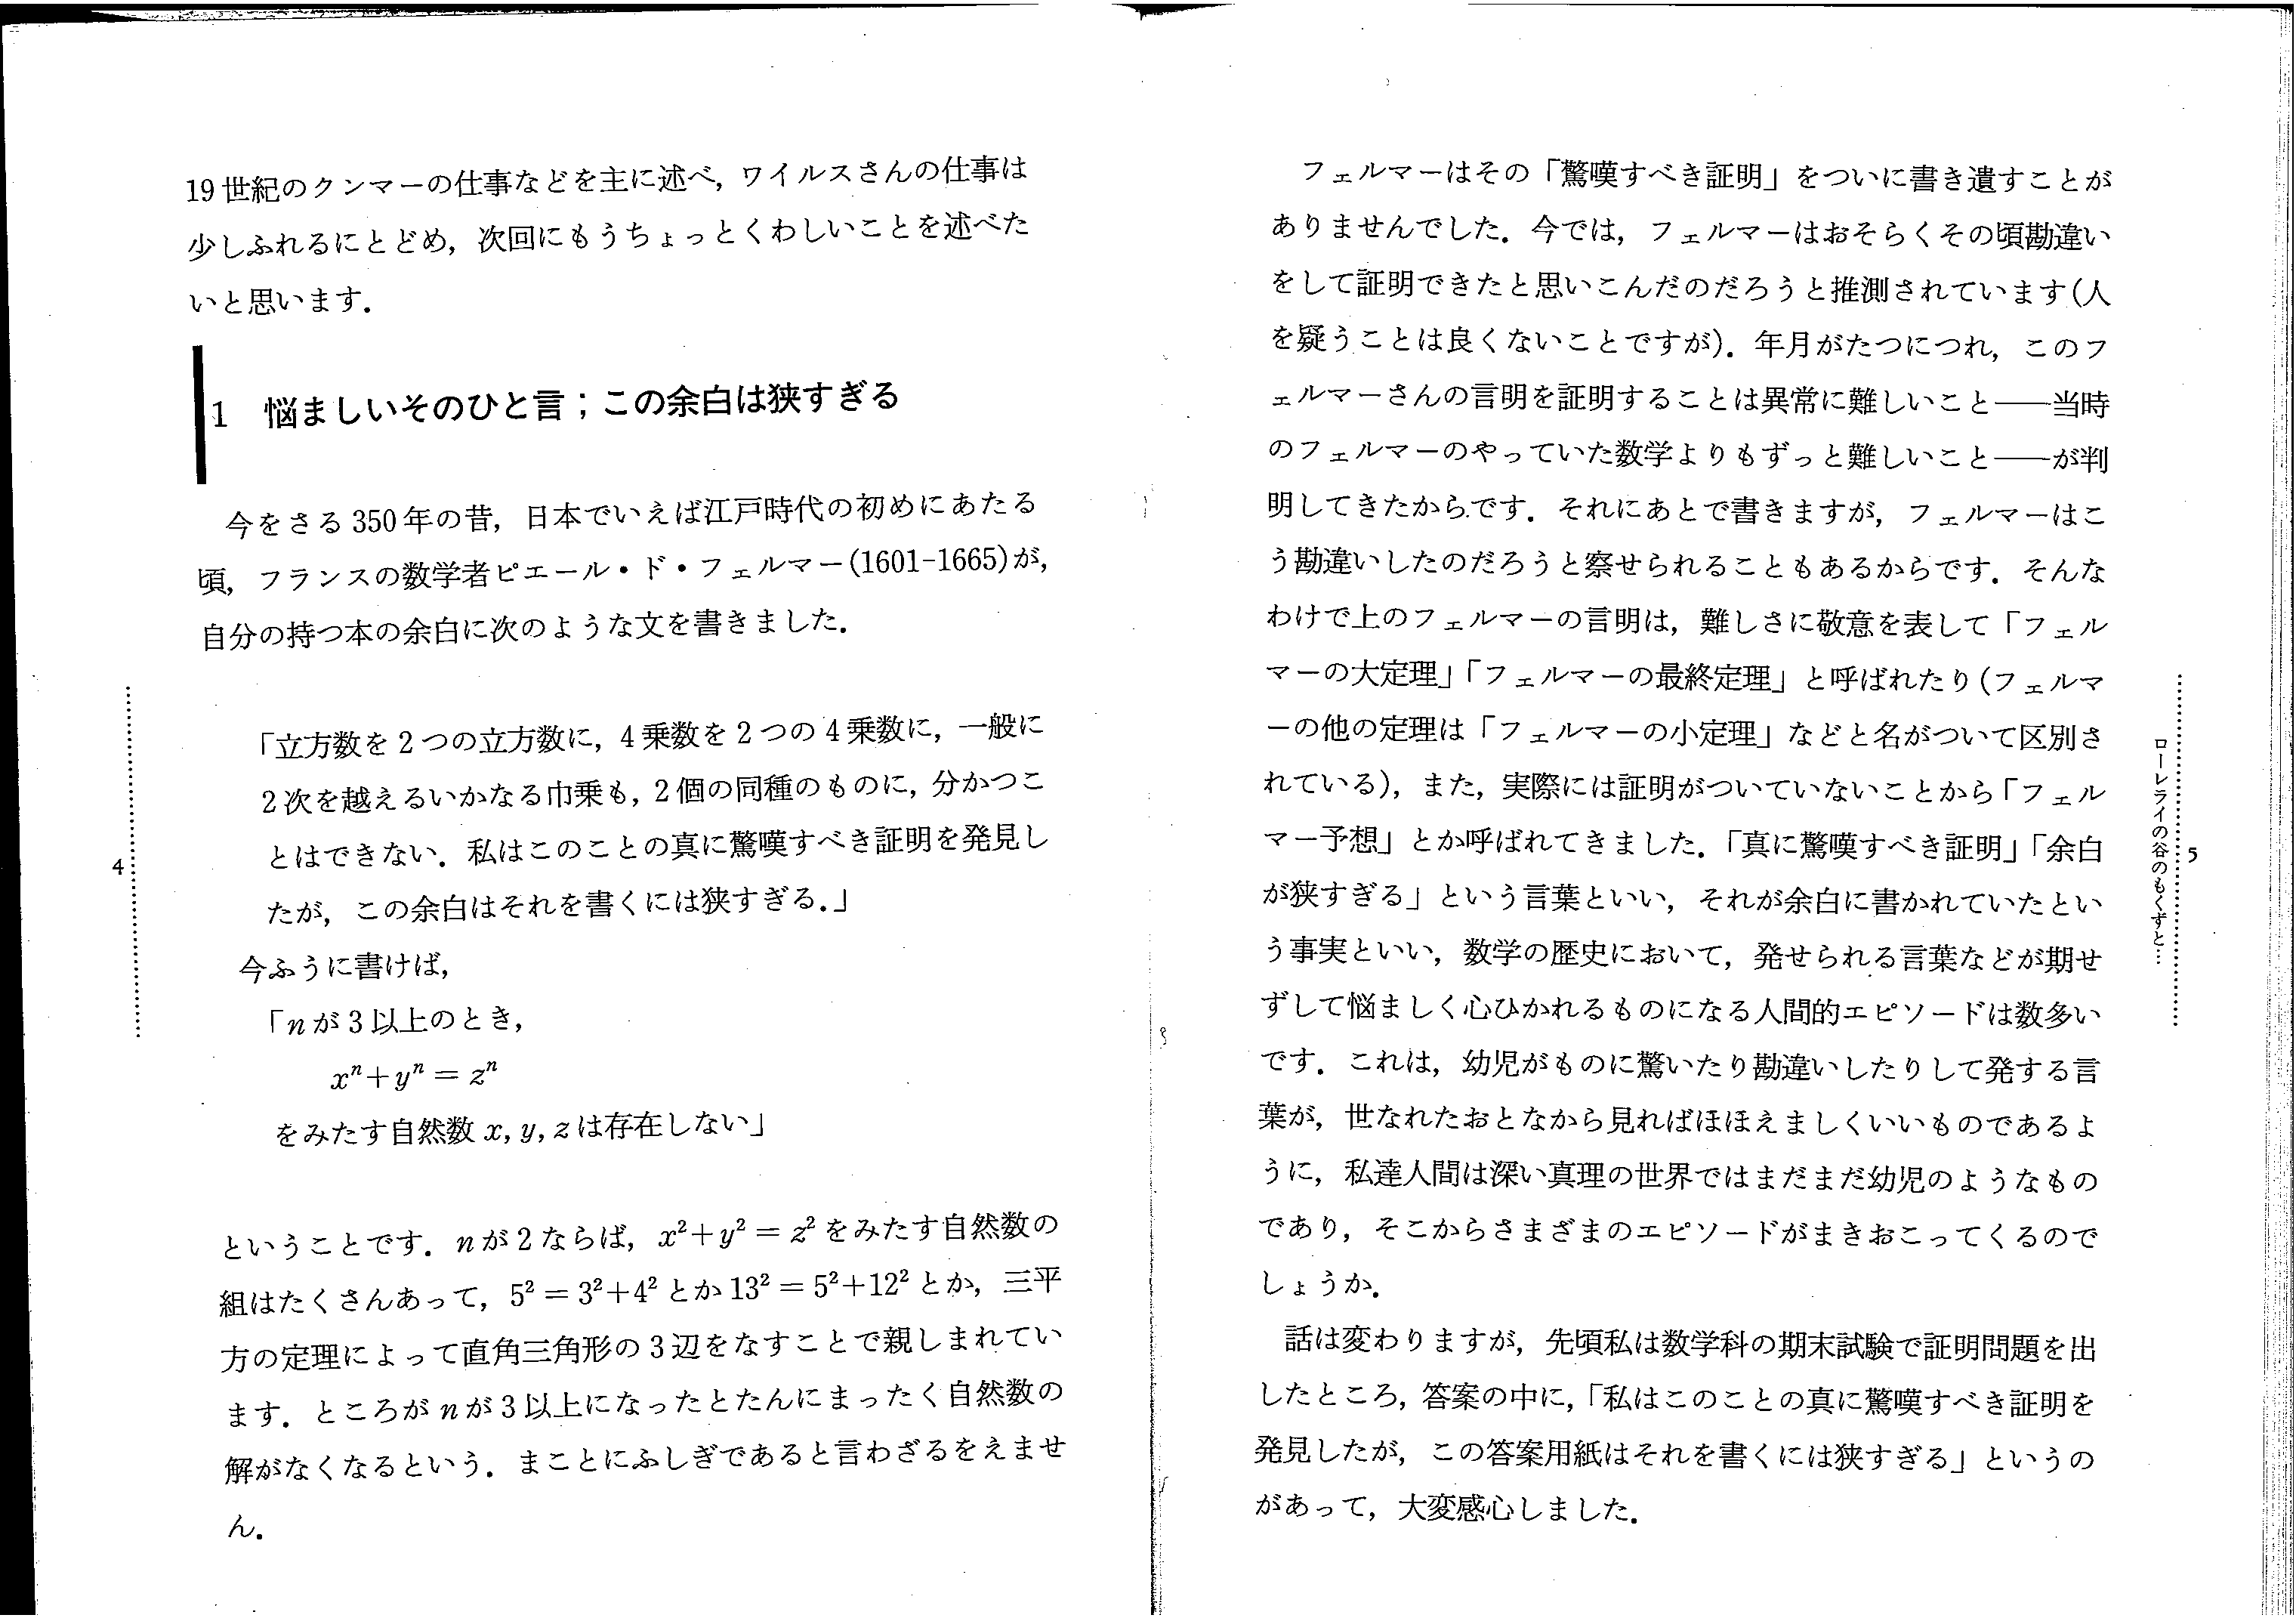 19世紀のクンマーの仕事などを主に述べ，ワイルスさんの仕事は
少しふれるにとどめ，次回にもうちょっとくわしいことを述べた
いと思います．
1 悩ましいそのひと言；この余白は狭すぎる
今をさる350年の昔，日本でいえば江戸時代の初めにあたる
頃，フランスの数学者ピエール・ド・フェルマー(1601-1665)が，
自分の持つ本の余白に次のような文を書きました．
「立方数を2つの立方数に，4乗数を2つの4乗数に，一般に
2次を越えるいかなる巾乗も，2個の同種のものに，分かつこ
とはできない．私はこのことの真に驚嘆すべき証明を発見し
たが，この余白はそれを書くには狭すぎる．」
今ふうに書けば，
「nが3以上のとき，
xⁿ+yⁿ = zⁿ
をみたす自然数 x, y, z は存在しない」
ということです．nが2ならば，x²+y² = z² をみたす自然数の
組はたくさんあって，5² = 3²+4² とか 13² = 5²+12² とか，三平
方の定理によって直角三角形の3辺をなすことで親しまれてい
ます．ところがnが3以上になったとたんにまったく自然数の
解がなくなるという．まことにふしぎであると言わざるをえませ
ん．
4
フェルマーはその「驚嘆すべき証明」をついに書き遺すことが
ありませんでした．今では，フェルマーはおそらくその頃勘違い
をして証明できたと思いこんだのだろうと推測されています(人
を疑うことは良くないことですが)．年月がたつにつれ，このフ
ェルマーさんの言明を証明することは異常に難しいこと――当時
のフェルマーのやっていた数学よりもずっと難しいこと――が判
明してきたからです．それにあとで書きますが，フェルマーはこ
う勘違いしたのだろうと察せられることもあるからです．そんな
わけで上のフェルマーの言明は，難しさに敬意を表して「フェル
マーの大定理」「フェルマーの最終定理」と呼ばれたり(フェルマ
ーの他の定理は「フェルマーの小定理」などと名がついて区別さ
れている)，また，実際には証明がついていないことから「フェル
マー予想」とか呼ばれてきました．「真に驚嘆すべき証明」「余白
が狭すぎる」という言葉といい，それが余白に書かれていたとい
う事実といい，数学の歴史において，発せられる言葉などが期せ
ずして悩ましく心ひかれるものになる人間的エピソードは数多い
です．これは，幼児がものに驚いたり勘違いしたりして発する言
葉が，世なれたおとなから見ればほほえましくいいものであるよ
うに，私達人間は深い真理の世界ではまだまだ幼児のようなもの
であり，そこからさまざまのエピソードがまきおこってくるので
しょうか．
話は変わりますが，先頃私は数学科の期末試験で証明問題を出
したところ，答案の中に，「私はこのことの真に驚嘆すべき証明を
発見したが，この答案用紙はそれを書くには狭すぎる」というの
があって，大変感心しました．
ローレライの谷のもくずと…
5